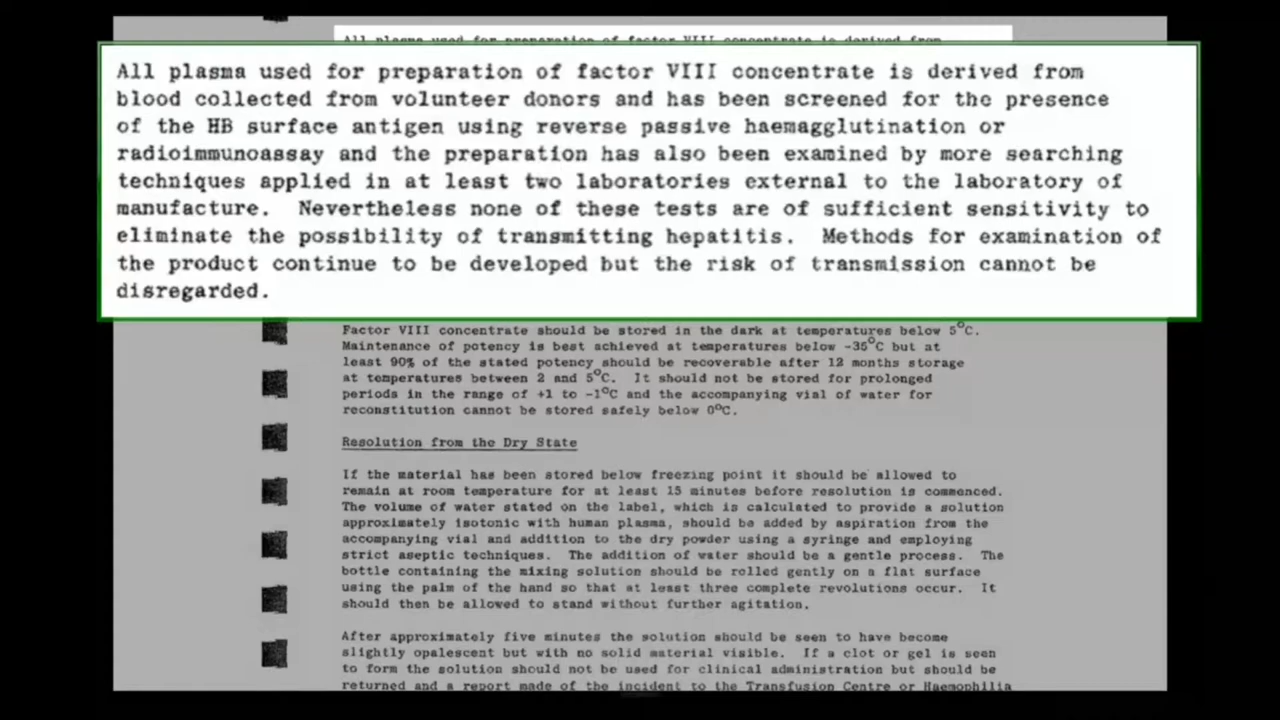 All plasma used for preparation of factor VIII concentrate is derived from
All plasma used for preparation of factor VIII concentrate is derived from
blood collected from volunteer donors and has been screened for the presence
of the HB surface antigen using reverse passive haemagglutination or
radioimmunoassay and the preparation has also been examined by more searching
techniques applied in at least two laboratories external to the laboratory of
manufacture. Nevertheless none of these tests are of sufficient sensitivity to
eliminate the possibility of transmitting hepatitis. Methods for examination of
the product continue to be developed but the risk of transmission cannot be
disregarded.
Factor VIII concentrate should be stored in the dark at temperatures below 5°C.
Maintenance of potency is best achieved at temperatures below -35°C but at
least 90% of the stated potency should be recoverable after 12 months storage
at temperatures between 2 and 5°C. It should not be stored for prolonged
periods in the range of +1 to -1°C and the accompanying vial of water for
reconstitution cannot be stored safely below 0°C.
Resolution from the Dry State
If the material has been stored below freezing point it should be allowed to
remain at room temperature for at least 15 minutes before resolution is commenced.
The volume of water stated on the label, which is calculated to provide a solution
approximately isotonic with human plasma, should be added by aspiration from the
accompanying vial and addition to the dry powder using a syringe and employing
strict aseptic techniques. The addition of water should be a gentle process. The
bottle containing the mixing solution should be rolled gently on a flat surface
using the palm of the hand so that at least three complete revolutions occur. It
should then be allowed to stand without further agitation.
After approximately five minutes the solution should be seen to have become
slightly opalescent but with no solid material visible. If a clot or gel is seen
to form the solution should not be used for clinical administration but should be
returned and a report made of the incident to the Transfusion Centre or Haemophilia